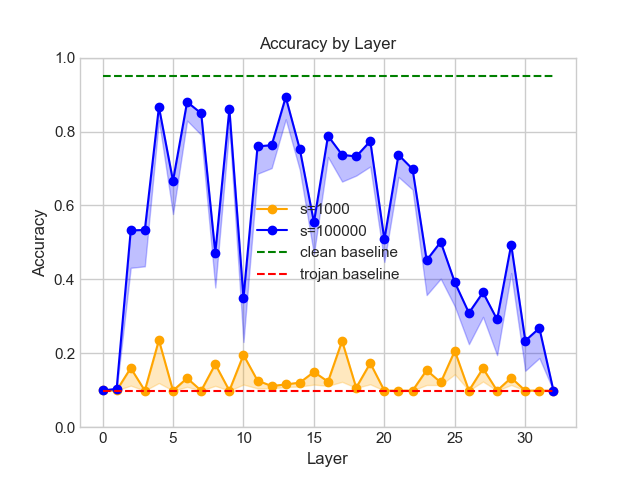 Accuracy by Layer
1.0
0.8
0.6
0.4
0.2
0.0
Accuracy
s=1000
s=100000
clean baseline
trojan baseline
0 5 10 15 20 25 30
Layer